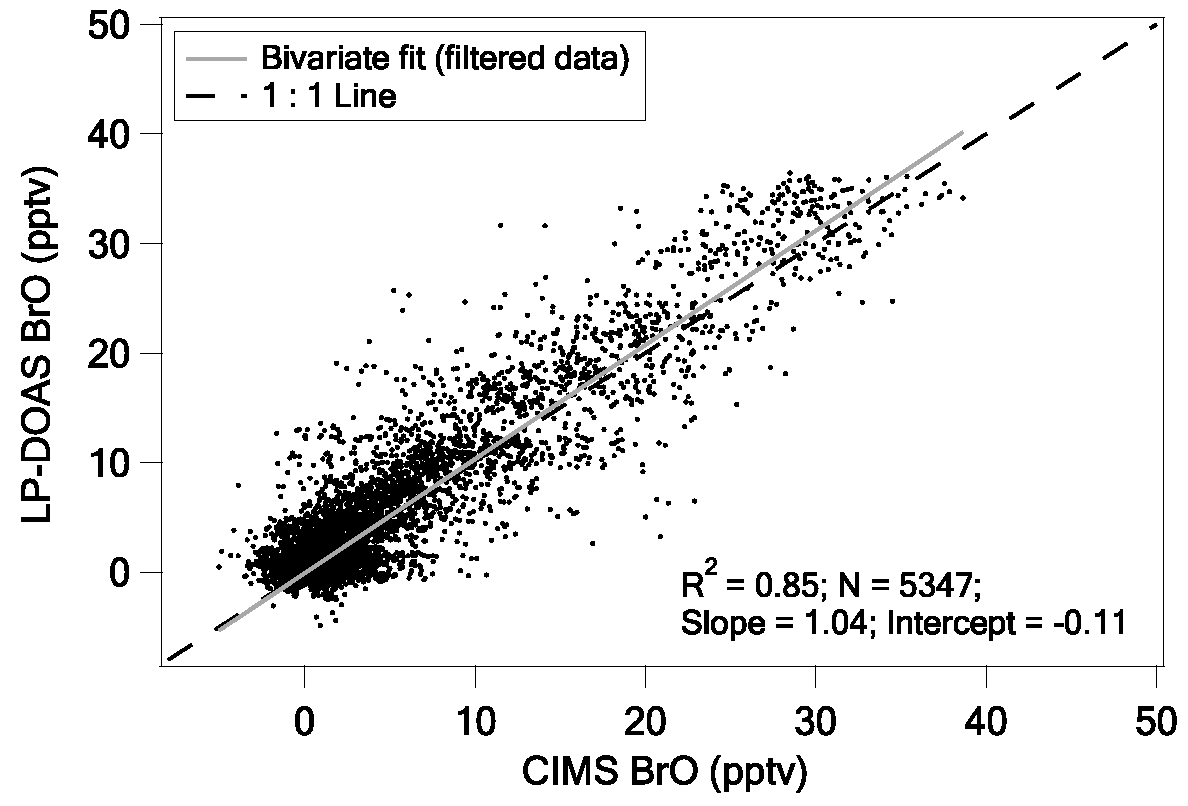 50
40
30
20
10
0
LP-DOAS BrO (pptv)
Bivariate fit (filtered data)
1 : 1 Line
R² = 0.85; N = 5347;
Slope = 1.04; Intercept = -0.11
0 10 20 30 40 50
CIMS BrO (pptv)